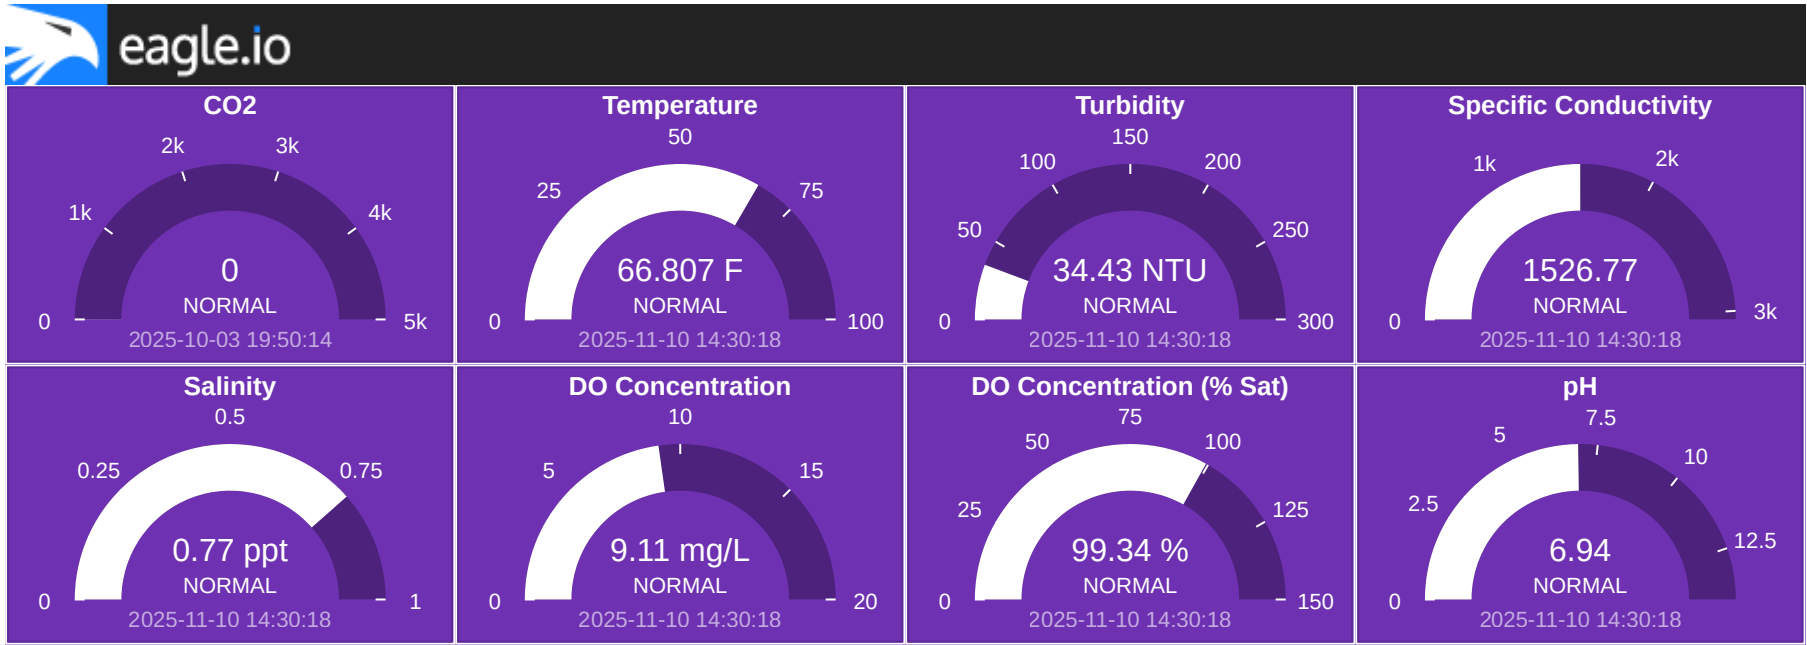 eagle.io
CO2
0
1k
2k
3k
4k
5k
0
NORMAL
2025-10-03 19:50:14
Temperature
0
25
50
75
100
66.807 F
NORMAL
2025-11-10 14:30:18
Turbidity
0
50
100
150
200
250
300
34.43 NTU
NORMAL
2025-11-10 14:30:18
Specific Conductivity
0
1k
2k
3k
1526.77
NORMAL
2025-11-10 14:30:18
Salinity
0
0.25
0.5
0.75
1
0.77 ppt
NORMAL
2025-11-10 14:30:18
DO Concentration
0
5
10
15
20
9.11 mg/L
NORMAL
2025-11-10 14:30:18
DO Concentration (% Sat)
0
25
50
75
100
125
150
99.34 %
NORMAL
2025-11-10 14:30:18
pH
0
2.5
5
7.5
10
12.5
6.94
NORMAL
2025-11-10 14:30:18